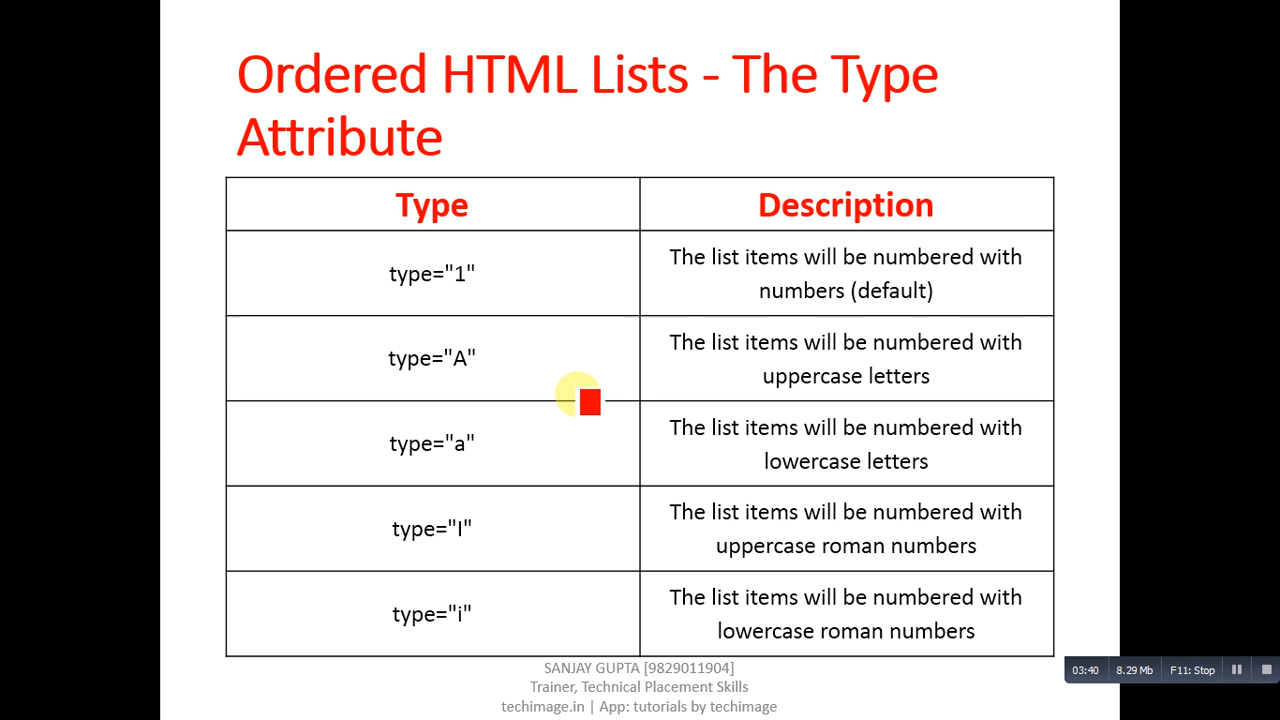 Ordered HTML Lists - The Type
Attribute
Type
Description
type="1"
The list items will be numbered with
numbers (default)
type="A"
The list items will be numbered with
uppercase letters
type="a"
The list items will be numbered with
lowercase letters
type="I"
The list items will be numbered with
uppercase roman numbers
type="i"
The list items will be numbered with
lowercase roman numbers
SANJAY GUPTA [9829011904]
Trainer, Technical Placement Skills
techimage.in | App: tutorials by techimage
03:40 8.29 Mb F11: Stop